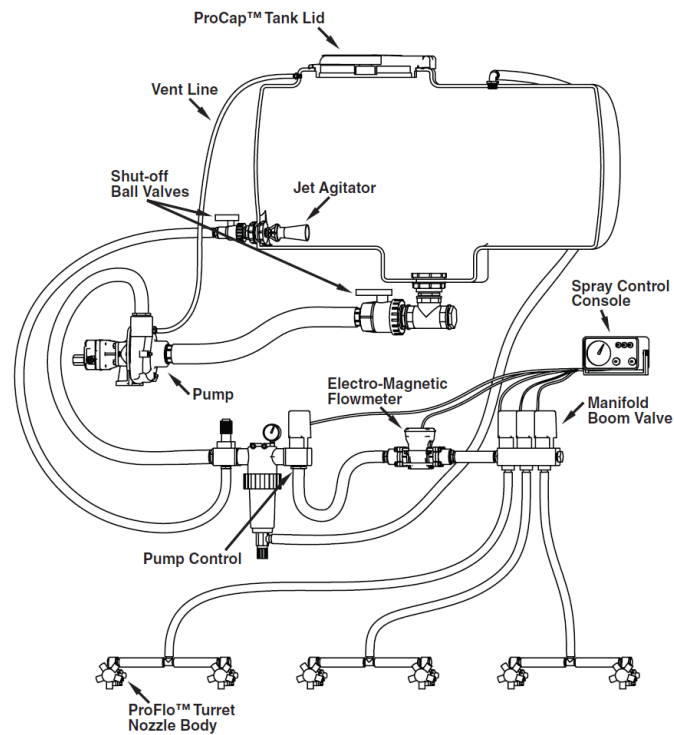 ProCap™ Tank Lid
Vent Line
Shut-off
Ball Valves
Jet Agitator
Spray Control
Console
Pump
Electro-Magnetic
Flowmeter
Manifold
Boom Valve
Pump Control
ProFlo™ Turret
Nozzle Body